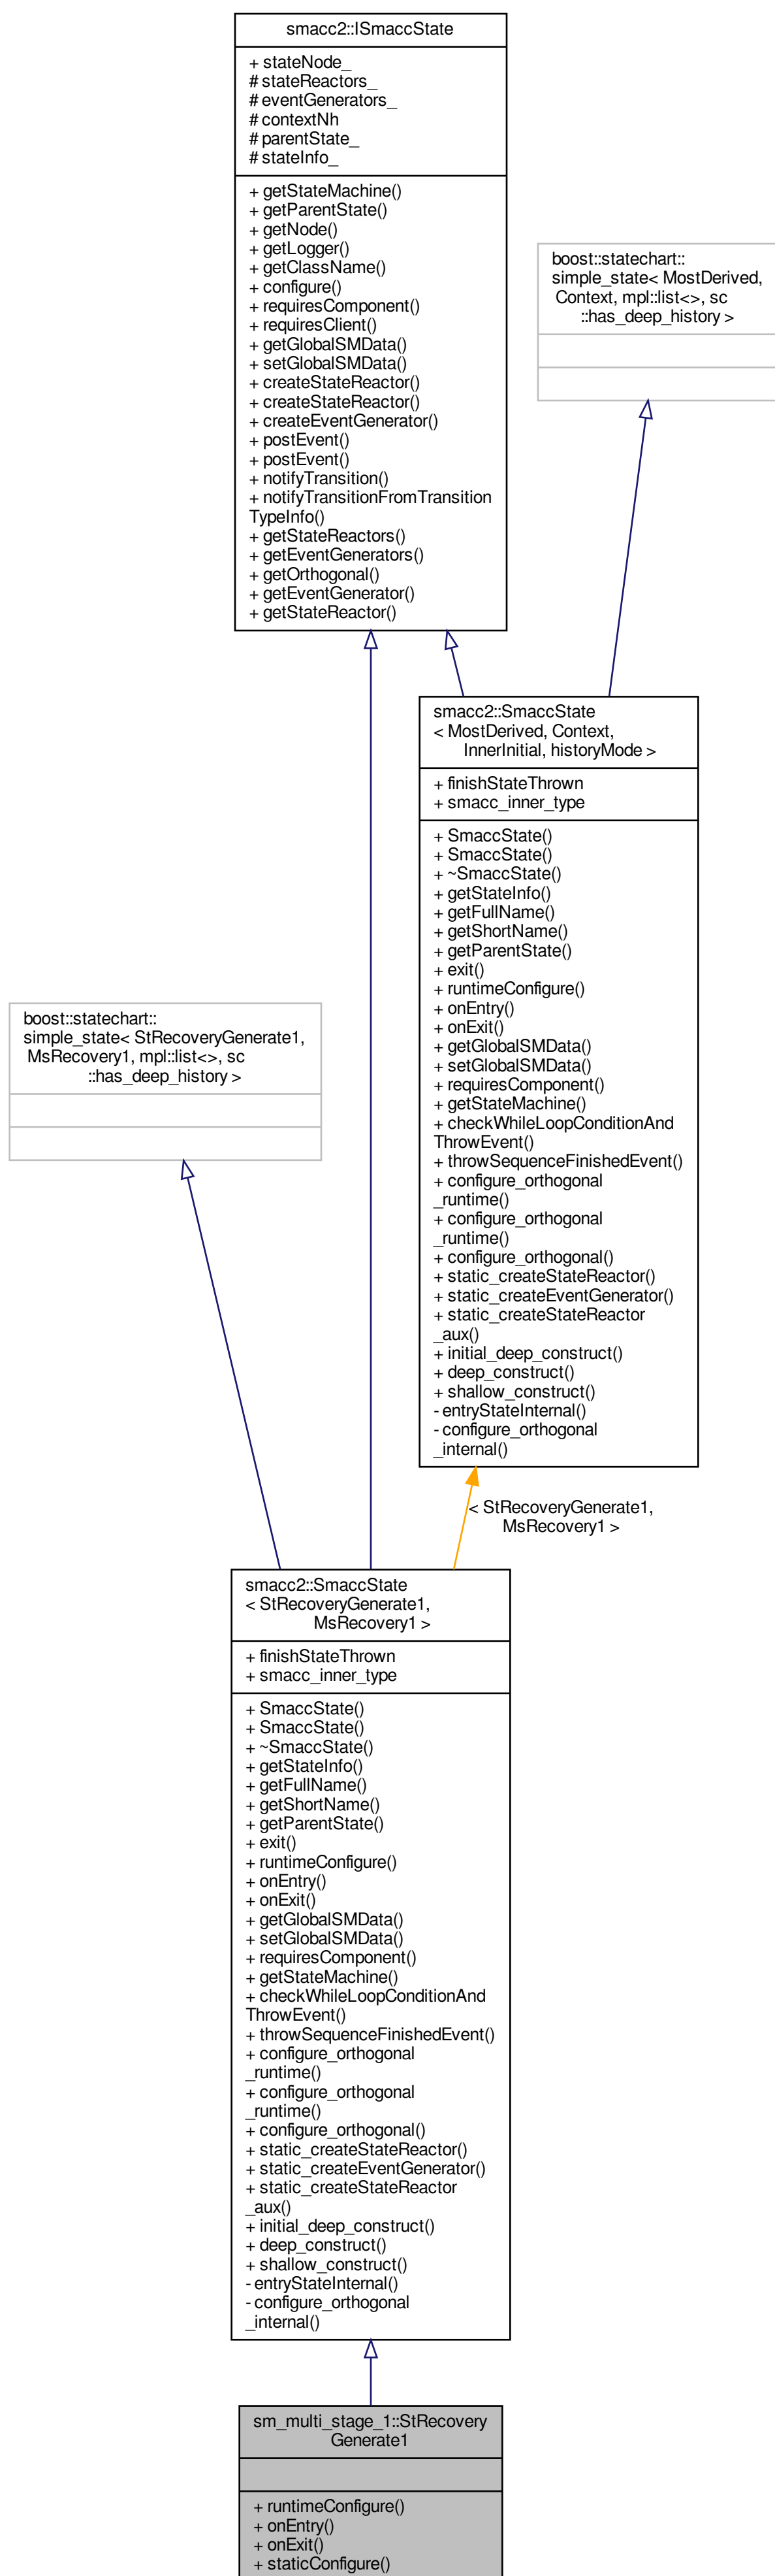 smacc2::ISmaccState
+ stateNode_
# stateReactors_
# eventGenerators_
# contextNh
# parentState_
# stateInfo_
+ getStateMachine()
+ getParentState()
+ getNode()
+ getLogger()
+ getClassName()
+ configure()
+ requiresComponent()
+ requiresClient()
+ getGlobalSMData()
+ setGlobalSMData()
+ createStateReactor()
+ createStateReactor()
+ createEventGenerator()
+ postEvent()
+ postEvent()
+ notifyTransition()
+ notifyTransitionFromTransition
TypeInfo()
+ getStateReactors()
+ getEventGenerators()
+ getOrthogonal()
+ getEventGenerator()
+ getStateReactor()
boost::statechart::
simple_state< MostDerived,
Context, mpl::list<>, sc
::has_deep_history >
smacc2::SmaccState
< MostDerived, Context,
InnerInitial, historyMode >
+ finishStateThrown
+ smacc_inner_type
+ SmaccState()
+ SmaccState()
+ ~SmaccState()
+ getStateInfo()
+ getFullName()
+ getShortName()
+ getParentState()
+ exit()
+ runtimeConfigure()
+ onEntry()
+ onExit()
+ getGlobalSMData()
+ setGlobalSMData()
+ requiresComponent()
+ getStateMachine()
+ checkWhileLoopConditionAnd
ThrowEvent()
+ throwSequenceFinishedEvent()
+ configure_orthogonal
_runtime()
+ configure_orthogonal
_runtime()
+ configure_orthogonal()
+ static_createStateReactor()
+ static_createEventGenerator()
+ static_createStateReactor
_aux()
+ initial_deep_construct()
+ deep_construct()
+ shallow_construct()
- entryStateInternal()
- configure_orthogonal
_internal()
boost::statechart::
simple_state< StRecoveryGenerate1,
MsRecovery1, mpl::list<>, sc
::has_deep_history >
< StRecoveryGenerate1,
MsRecovery1 >
smacc2::SmaccState
< StRecoveryGenerate1,
MsRecovery1 >
+ finishStateThrown
+ smacc_inner_type
+ SmaccState()
+ SmaccState()
+ ~SmaccState()
+ getStateInfo()
+ getFullName()
+ getShortName()
+ getParentState()
+ exit()
+ runtimeConfigure()
+ onEntry()
+ onExit()
+ getGlobalSMData()
+ setGlobalSMData()
+ requiresComponent()
+ getStateMachine()
+ checkWhileLoopConditionAnd
ThrowEvent()
+ throwSequenceFinishedEvent()
+ configure_orthogonal
_runtime()
+ configure_orthogonal
_runtime()
+ configure_orthogonal()
+ static_createStateReactor()
+ static_createEventGenerator()
+ static_createStateReactor
_aux()
+ initial_deep_construct()
+ deep_construct()
+ shallow_construct()
- entryStateInternal()
- configure_orthogonal
_internal()
sm_multi_stage_1::StRecovery
Generate1
+ runtimeConfigure()
+ onEntry()
+ onExit()
+ staticConfigure()